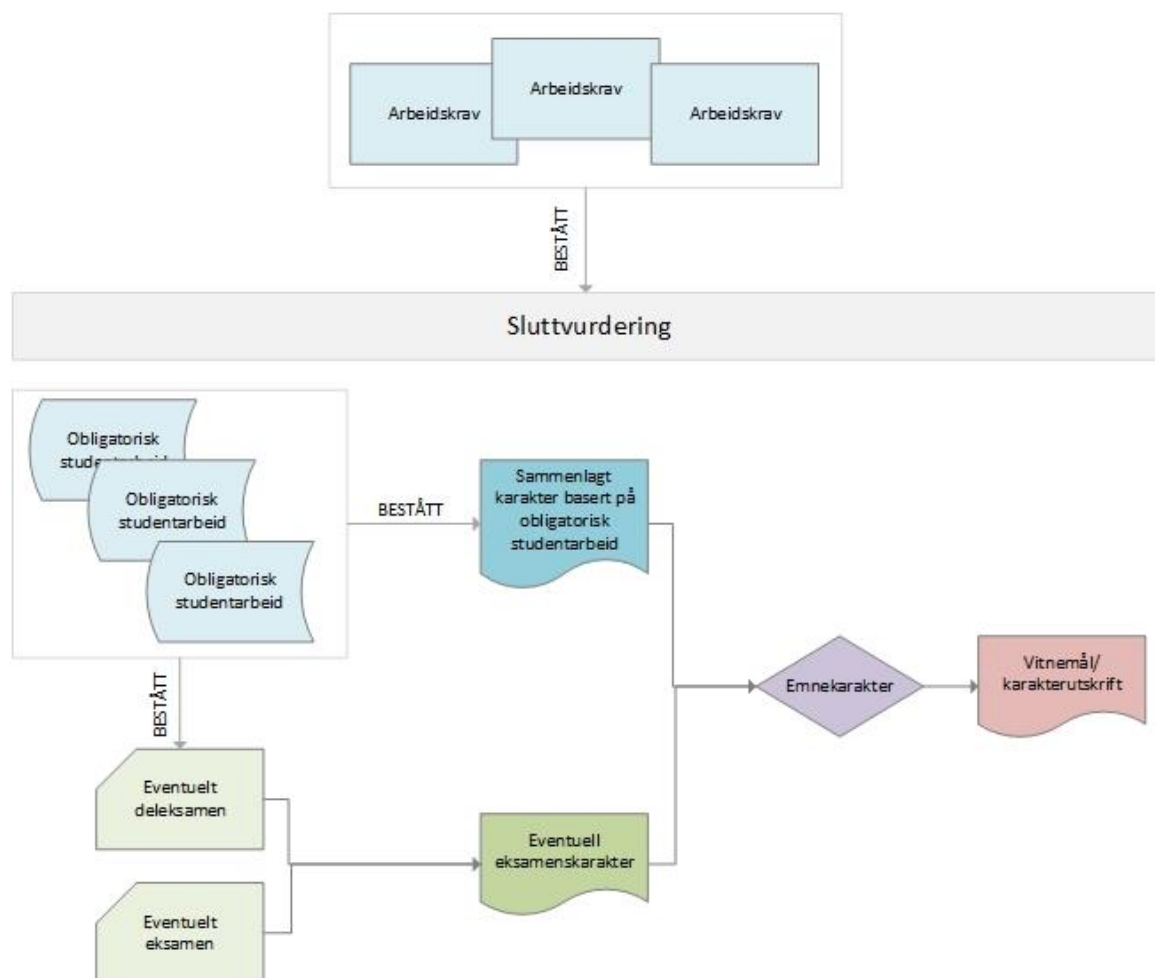 Arbeidskrav
Arbeidskrav
Arbeidskrav
BESTÅTT
Sluttvurdering
Obligatorisk
studentarbeid
Obligatorisk
studentarbeid
Obligatorisk
studentarbeid
BESTÅTT
Sammenlagt
karakter basert på
obligatorisk
studentarbeid
BESTÅTT
Emnekarakter
Vitnemål/
karakterutskrift
Eventuelt
deleksamen
Eventuell
eksamenskarakter
Eventuelt
eksamen